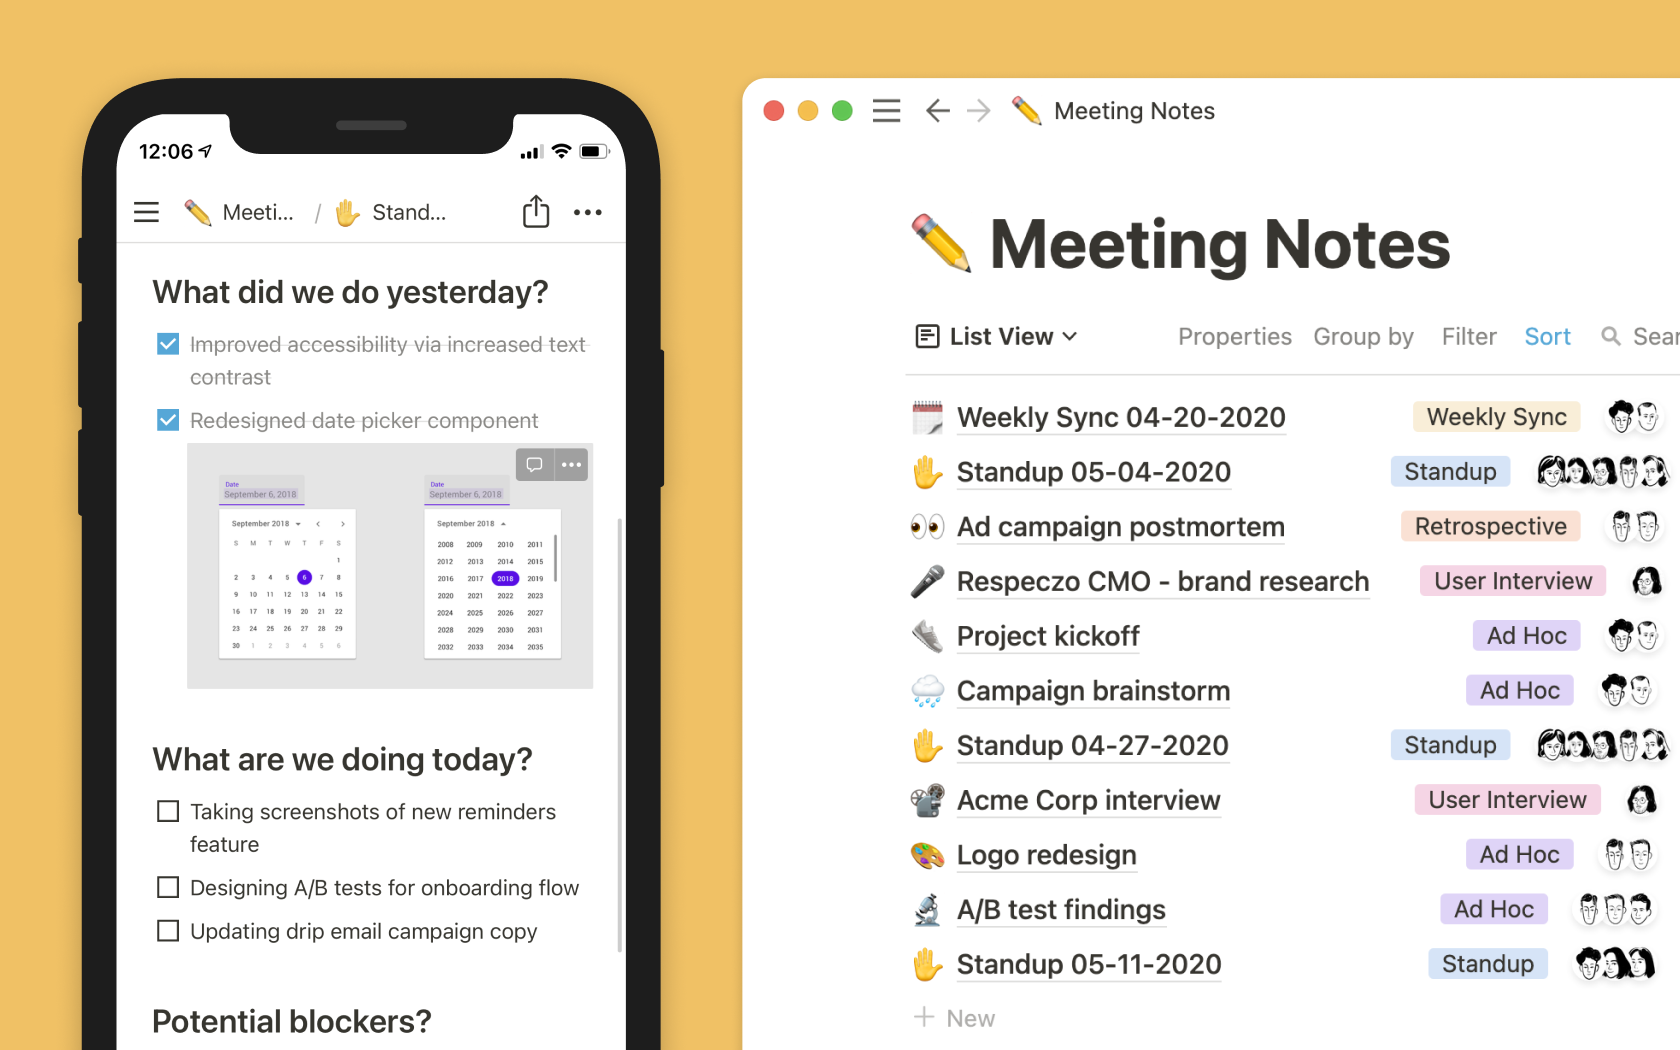 12:06
Meeti... / Stand...
What did we do yesterday?
Improved accessibility via increased text
contrast
Redesigned date picker component
Date
September 6, 2018
September 2018
S M T W T F S
1
2 3 4 5 6 7 8
9 10 11 12 13 14 15
16 17 18 19 20 21 22
23 24 25 26 27 28 29
30 1 2 3 4 5 6
Date
September 6, 2018
September 2018
2008 2009 2010 2011
2012 2013 2014 2015
2016 2017 2018 2019
2020 2021 2022 2023
2024 2025 2026 2027
2028 2029 2030 2031
2032 2033 2034 2035
What are we doing today?
Taking screenshots of new reminders
feature
Designing A/B tests for onboarding flow
Updating drip email campaign copy
Potential blockers?
Meeting Notes
Meeting Notes
List View Properties Group by Filter Sort Sear
Weekly Sync 04-20-2020 Weekly Sync
Standup 05-04-2020 Standup
Ad campaign postmortem Retrospective
Respeczo CMO - brand research User Interview
Project kickoff Ad Hoc
Campaign brainstorm Ad Hoc
Standup 04-27-2020 Standup
Acme Corp interview User Interview
Logo redesign Ad Hoc
A/B test findings Ad Hoc
Standup 05-11-2020 Standup
New